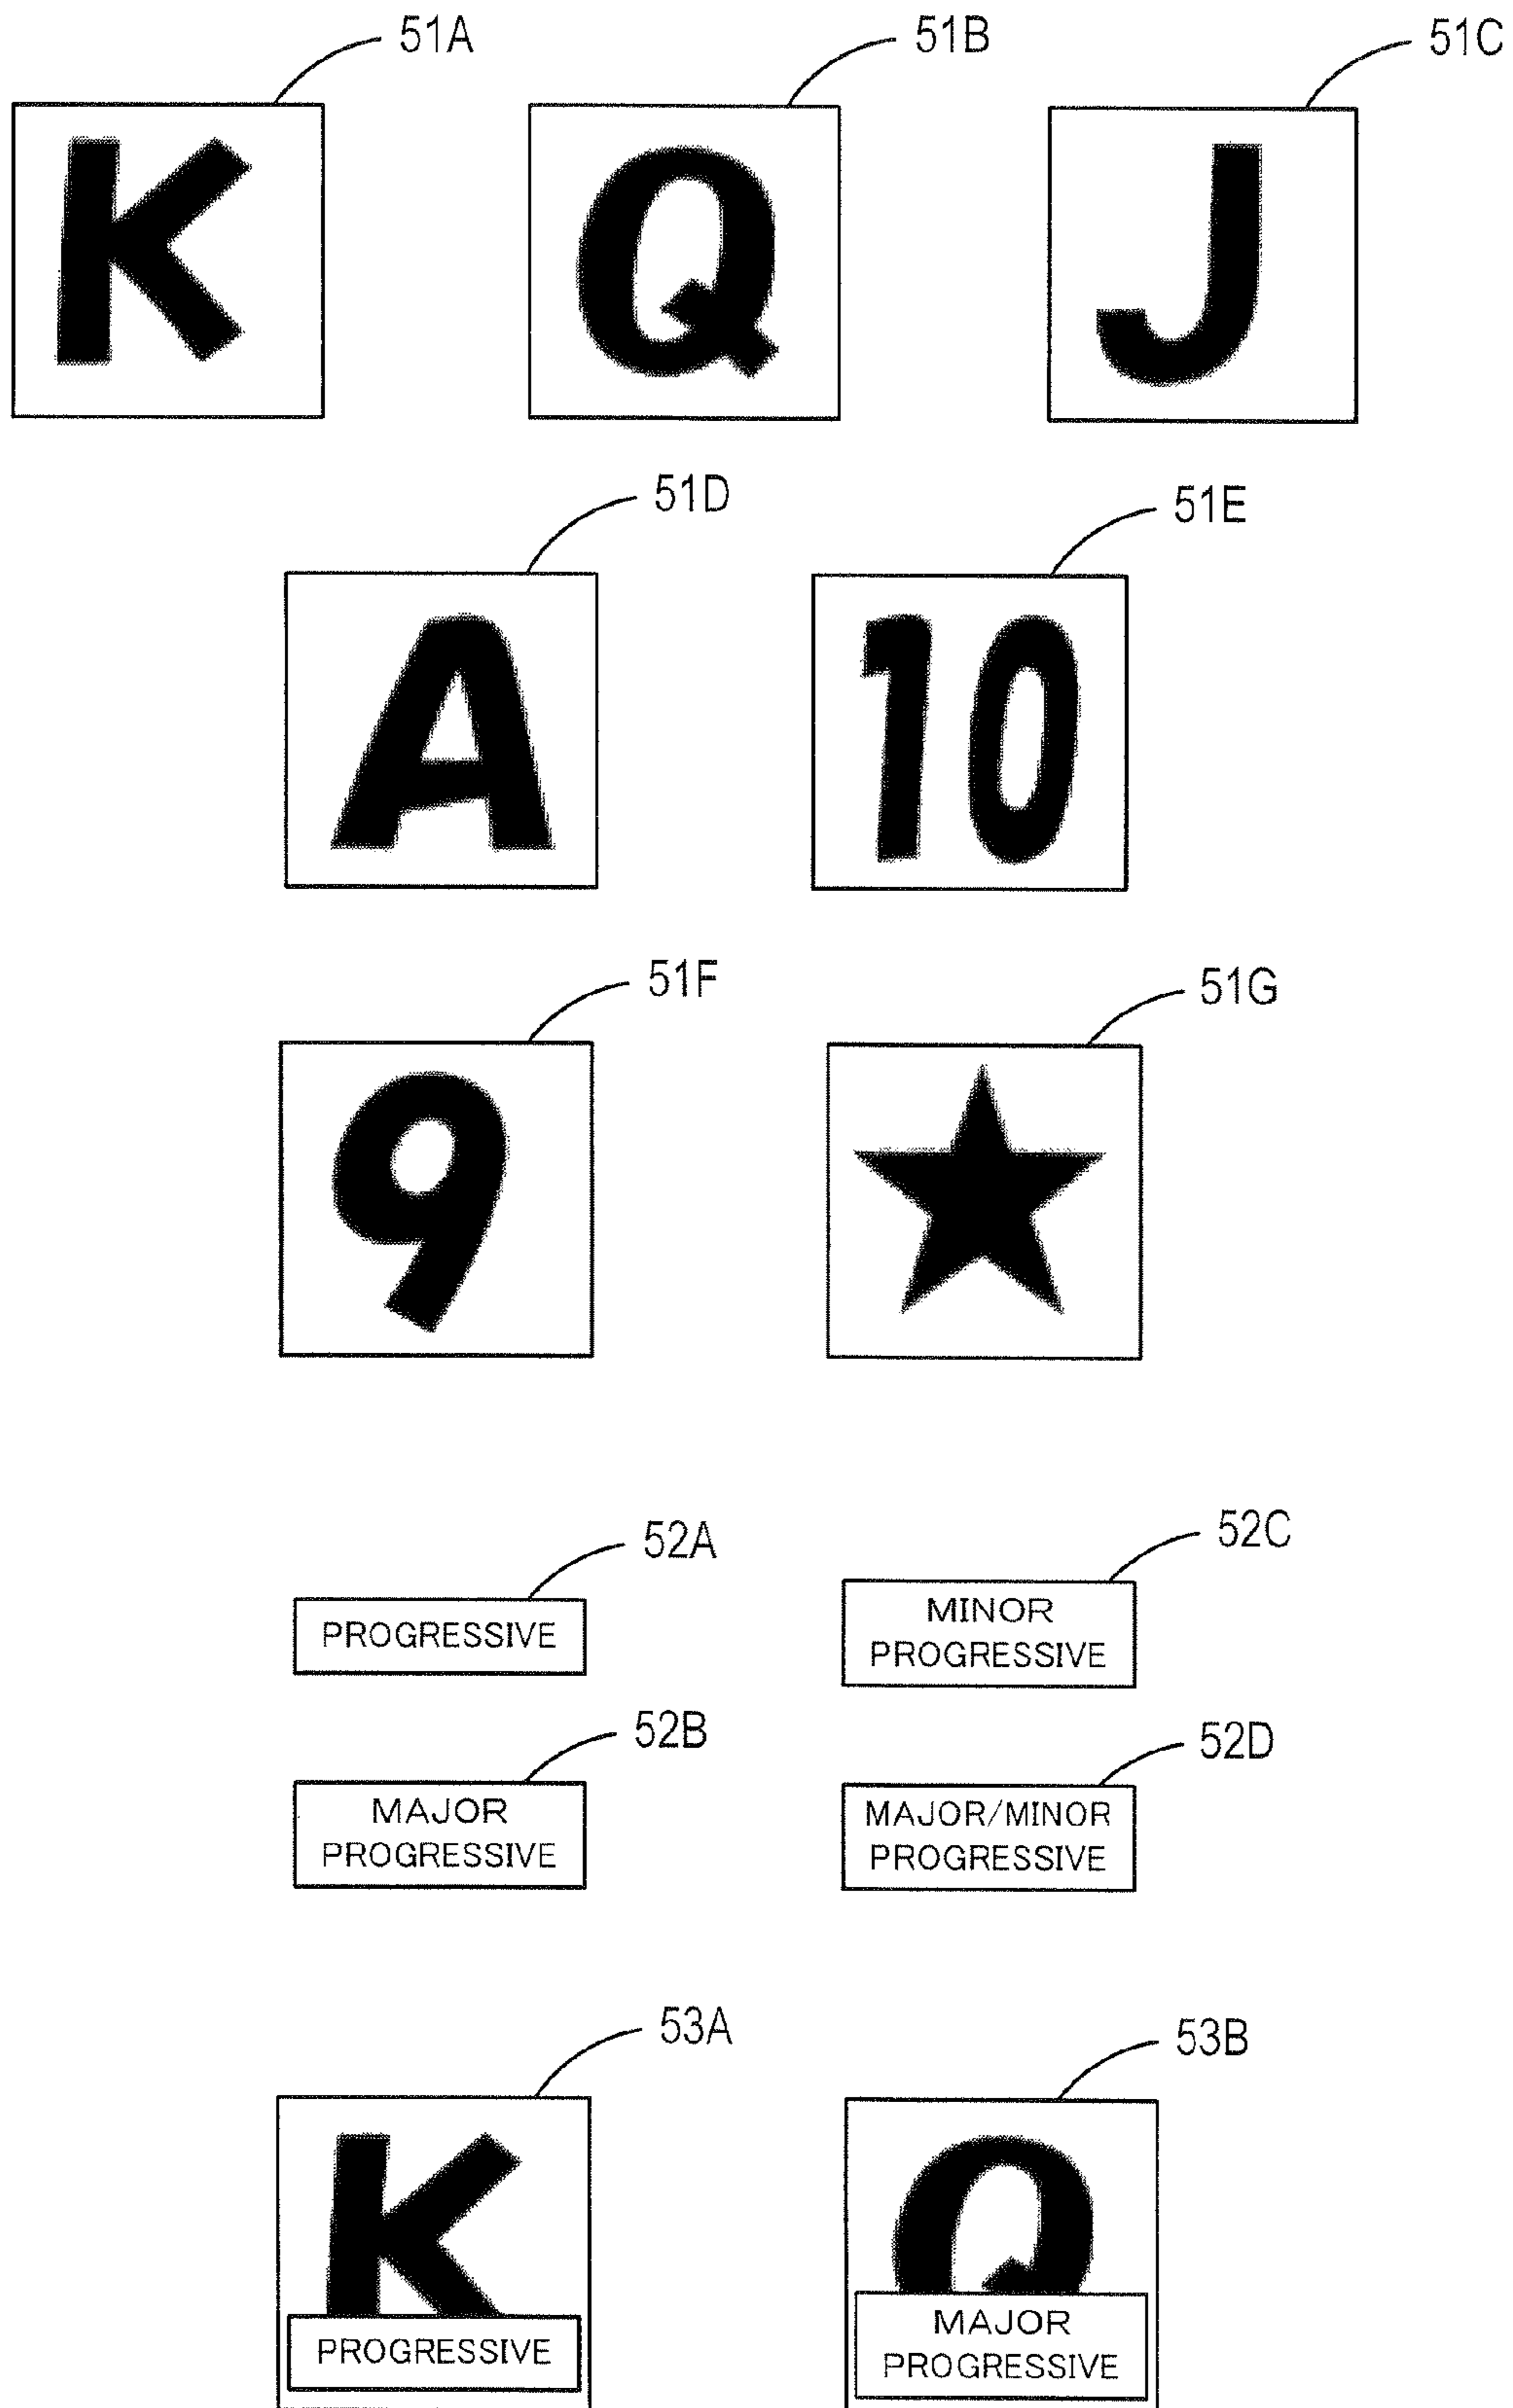 51A
51B
51C
K
Q
J
51D
51E
A
10
51F
51G
9
52A
52C
PROGRESSIVE
MINOR
PROGRESSIVE
52B
52D
MAJOR
PROGRESSIVE
MAJOR/MINOR
PROGRESSIVE
53A
53B
K
Q
PROGRESSIVE
MAJOR
PROGRESSIVE